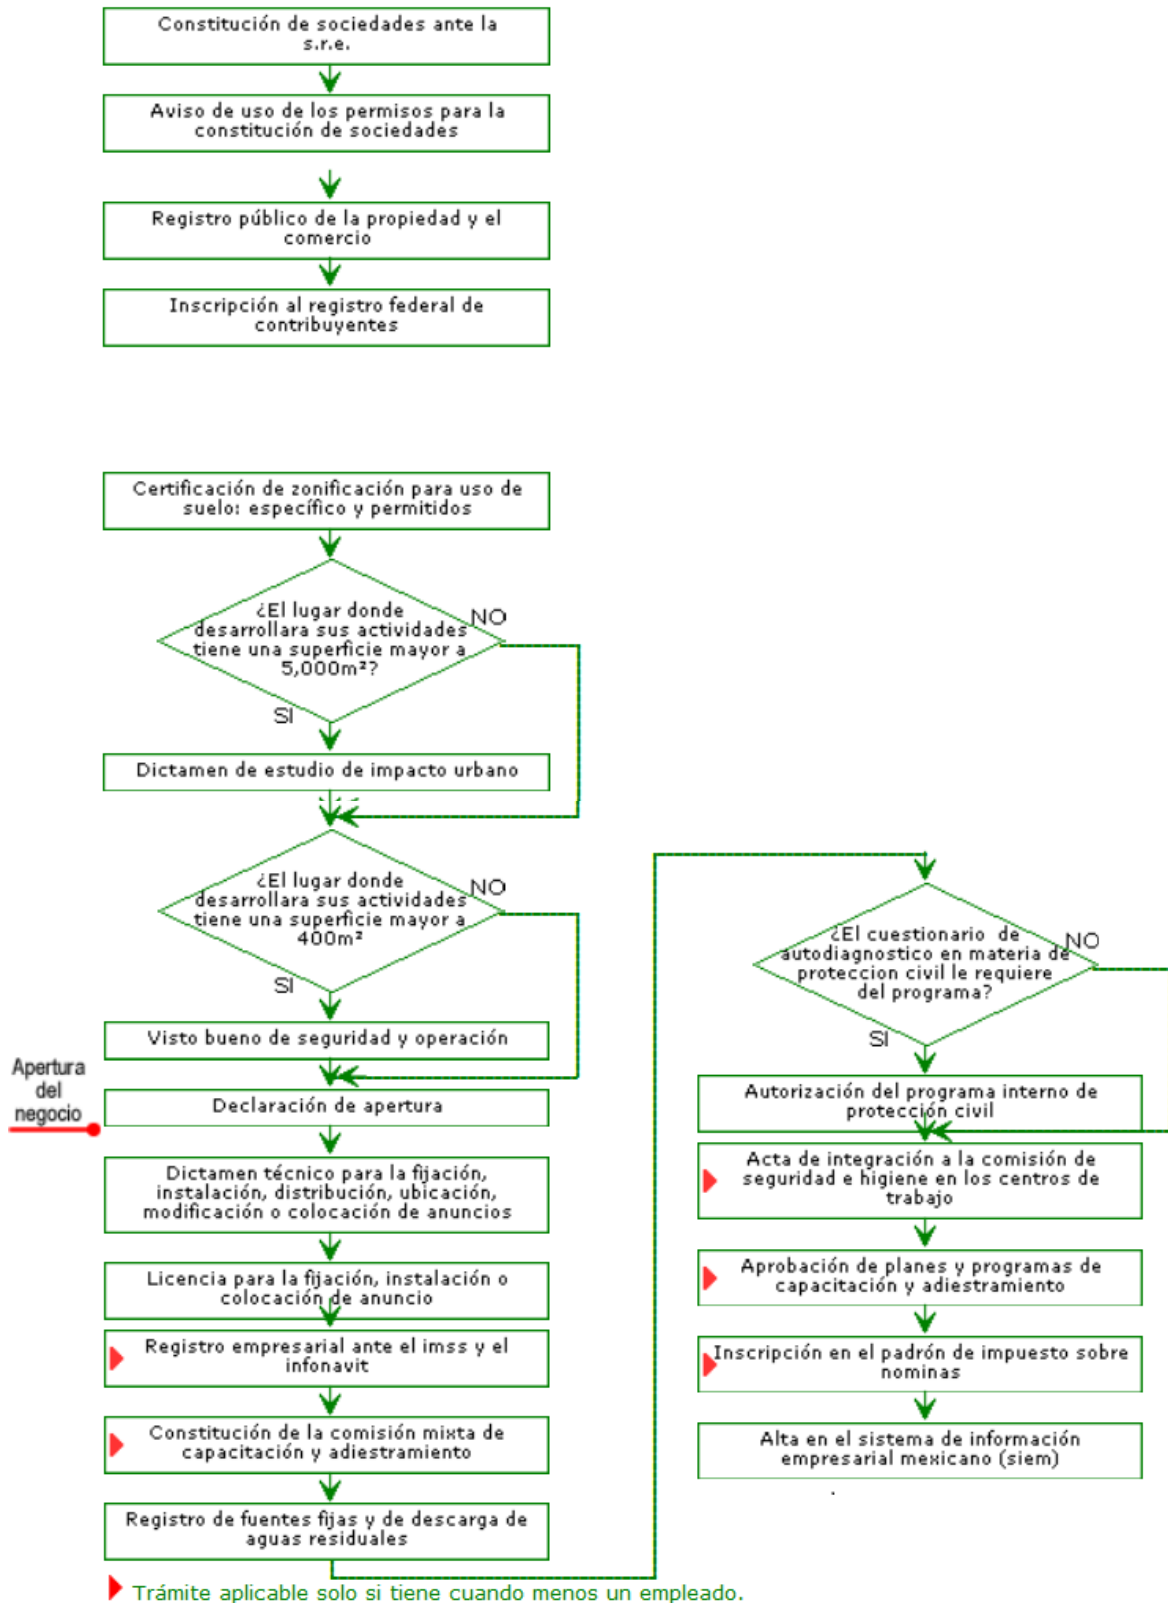 Constitución de sociedades ante la
s.r.e.
Aviso de uso de los permisos para la
constitución de sociedades
Registro público de la propiedad y el
comercio
Inscripción al registro federal de
contribuyentes
Certificación de zonificación para uso de
suelo: específico y permitidos
¿El lugar donde
desarrollara sus actividades
tiene una superficie mayor a
5,000m²?
NO
SI
Dictamen de estudio de impacto urbano
¿El lugar donde
desarrollara sus actividades
tiene una superficie mayor a
400m²
NO
SI
Visto bueno de seguridad y operación
Apertura
del
negocio
Declaración de apertura
Dictamen técnico para la fijación,
instalación, distribución, ubicación,
modificación o colocación de anuncios
Licencia para la fijación, instalación o
colocación de anuncio
Registro empresarial ante el imss y el
infonavit
Constitución de la comisión mixta de
capacitación y adiestramiento
Registro de fuentes fijas y de descarga de
aguas residuales
¿El cuestionario de
autodiagnostico en materia de
proteccion civil le requiere
del programa?
NO
SI
Autorización del programa interno de
protección civil
Acta de integración a la comisión de
seguridad e higiene en los centros de
trabajo
Aprobación de planes y programas de
capacitación y adiestramiento
Inscripción en el padrón de impuesto sobre
nominas
Alta en el sistema de información
empresarial mexicano (siem)
.
Trámite aplicable solo si tiene cuando menos un empleado.